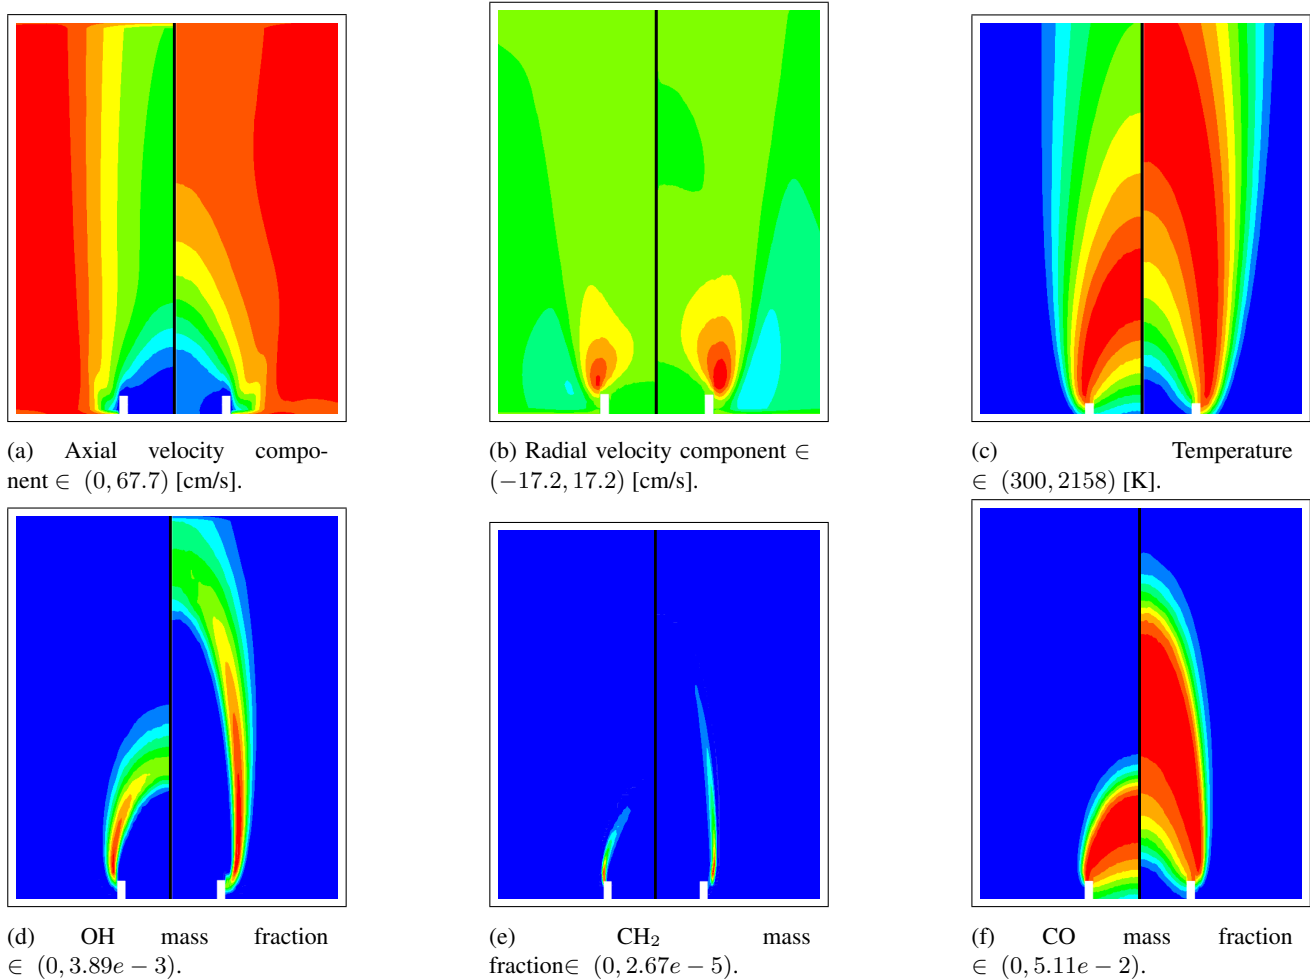 (a) Axial velocity compo-
nent ∈ (0, 67.7) [cm/s].
(b) Radial velocity component ∈
(−17.2, 17.2) [cm/s].
(c) Temperature
∈ (300, 2158) [K].
(d) OH mass fraction
∈ (0, 3.89e − 3).
(e) CH₂ mass
fraction∈ (0, 2.67e − 5).
(f) CO mass fraction
∈ (0, 5.11e − 2).